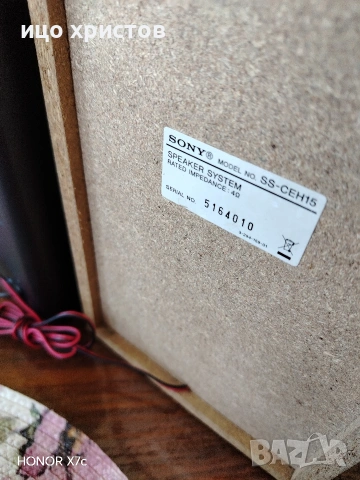 ицо христов
SONY® MODEL NO. SS-CEH15
SPEAKER SYSTEM
RATED IMPEDANCE: 4Ω
SERIAL NO 5164010
HONOR X7c
BAZAR